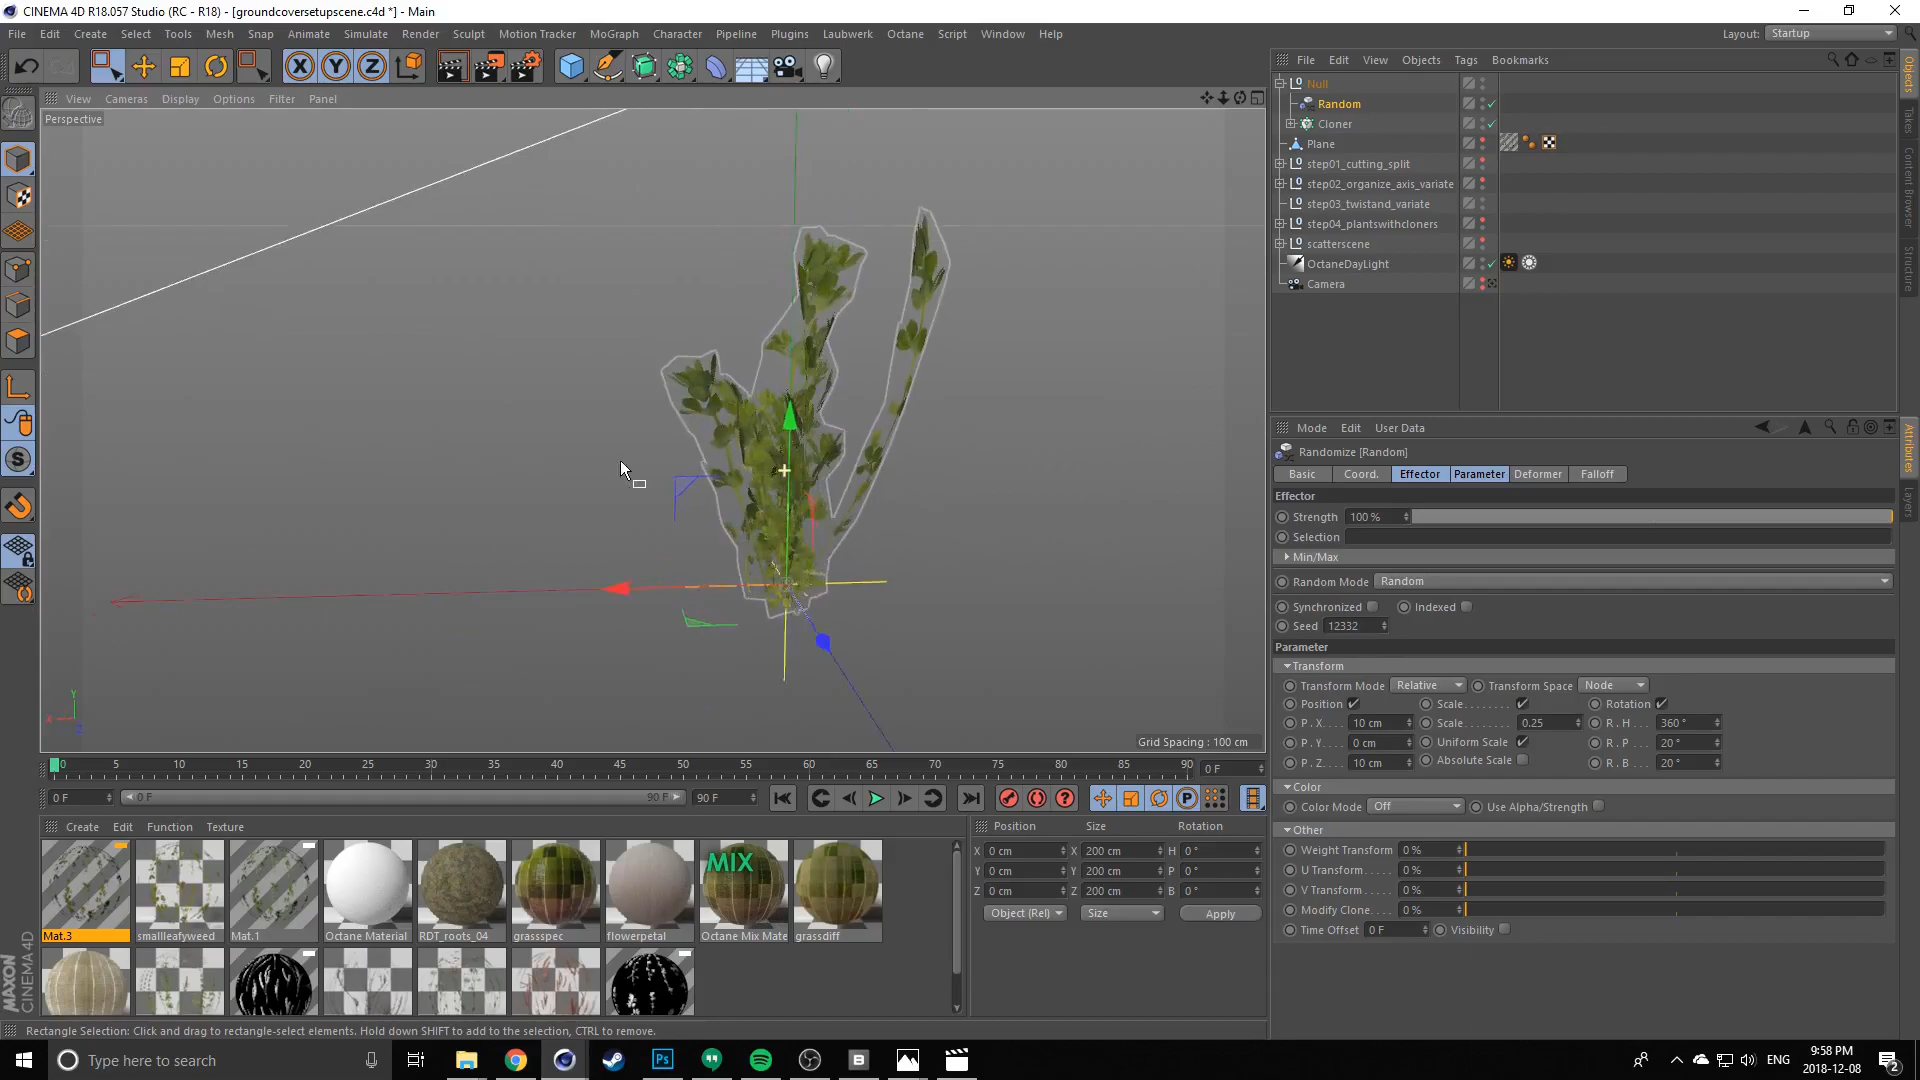 CINEMA 4D R18.057 Studio (RC - R18) - [groundcoversetupscene.c4d *] - Main
File Edit Create Select Tools Mesh Snap Animate Simulate Render Sculpt Motion Tracker MoGraph Character Pipeline Plugins Laubwerk Octane Script Window Help
Layout: Startup
X Y Z
File Edit View Objects Tags Bookmarks
View Cameras Display Options Filter Panel
Perspective
Null
Random
Cloner
Plane
step01_cutting_split
step02_organize_axis_variate
step03_twistand_variate
step04_plantswithcloners
scatterscene
OctaneDayLight
Camera
Objects
Takes
Content Browser
Structure
Mode Edit User Data
Randomize [Random]
Basic Coord. Effector Parameter Deformer Falloff
Effector
Strength 100 %
Selection
Min/Max
Random Mode Random
Synchronized Indexed
Seed 12332
Parameter
Transform
Transform Mode Relative Transform Space Node
Position Scale........ Rotation
P . X.... 10 cm Scale..... 0.25 R . H ... 360 °
P . Y.... 0 cm Uniform Scale R . P ... 20 °
P . Z.... 10 cm Absolute Scale R . B ... 20 °
Color
Color Mode Off Use Alpha/Strength
Other
Weight Transform 0 %
U Transform..... 0 %
V Transform..... 0 %
Modify Clone.... 0 %
Time Offset 0 F Visibility
Attributes
Layers
Y
X
Z
Grid Spacing : 100 cm
0 5 10 15 20 25 30 35 40 45 50 55 60 65 70 75 80 85 90 0 F
0 F 0 F 90 F 90 F
Create Edit Function Texture
Position Size Rotation
X 0 cm X 200 cm H 0 °
Y 0 cm Y 200 cm P 0 °
Z 0 cm Z 200 cm B 0 °
Object (Rel) Size Apply
MIX
Mat.3 smallleafyweed Mat.1 Octane Material RDT_roots_04 grassspec flowerpetal Octane Mix Mate grassdiff
MAXON CINEMA 4D
Rectangle Selection: Click and drag to rectangle-select elements. Hold down SHIFT to add to the selection, CTRL to remove.
Type here to search
Ps
B
ENG
9:58 PM
2018-12-08
2